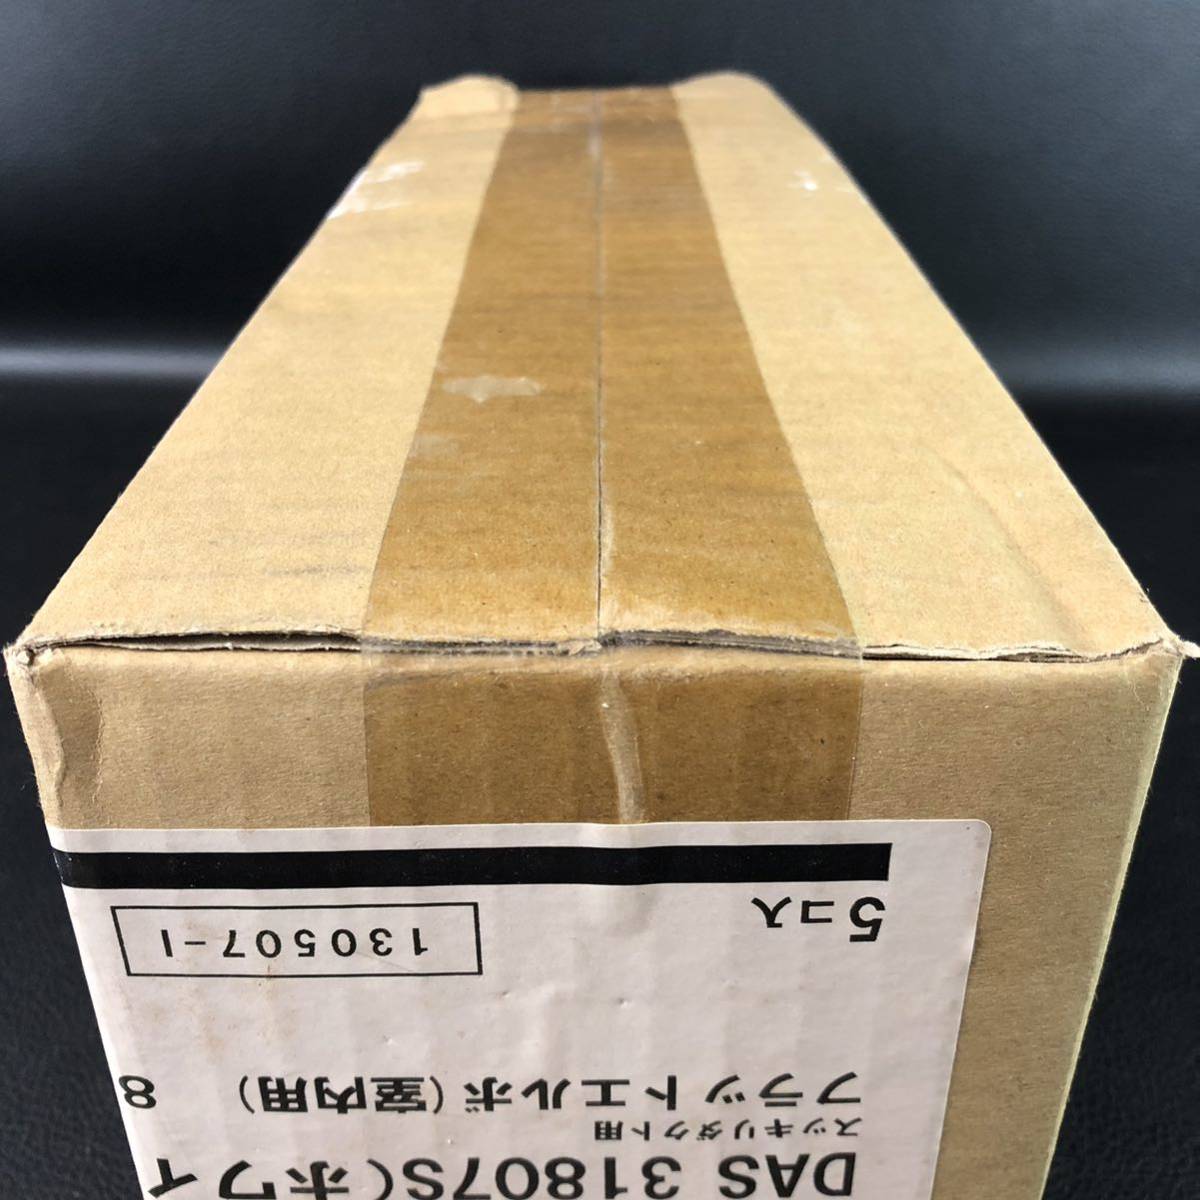 DAS 31807S(ホワイ
スッキリダクト用
フラットエルボ(室内用) 8
5コ入
130507-I